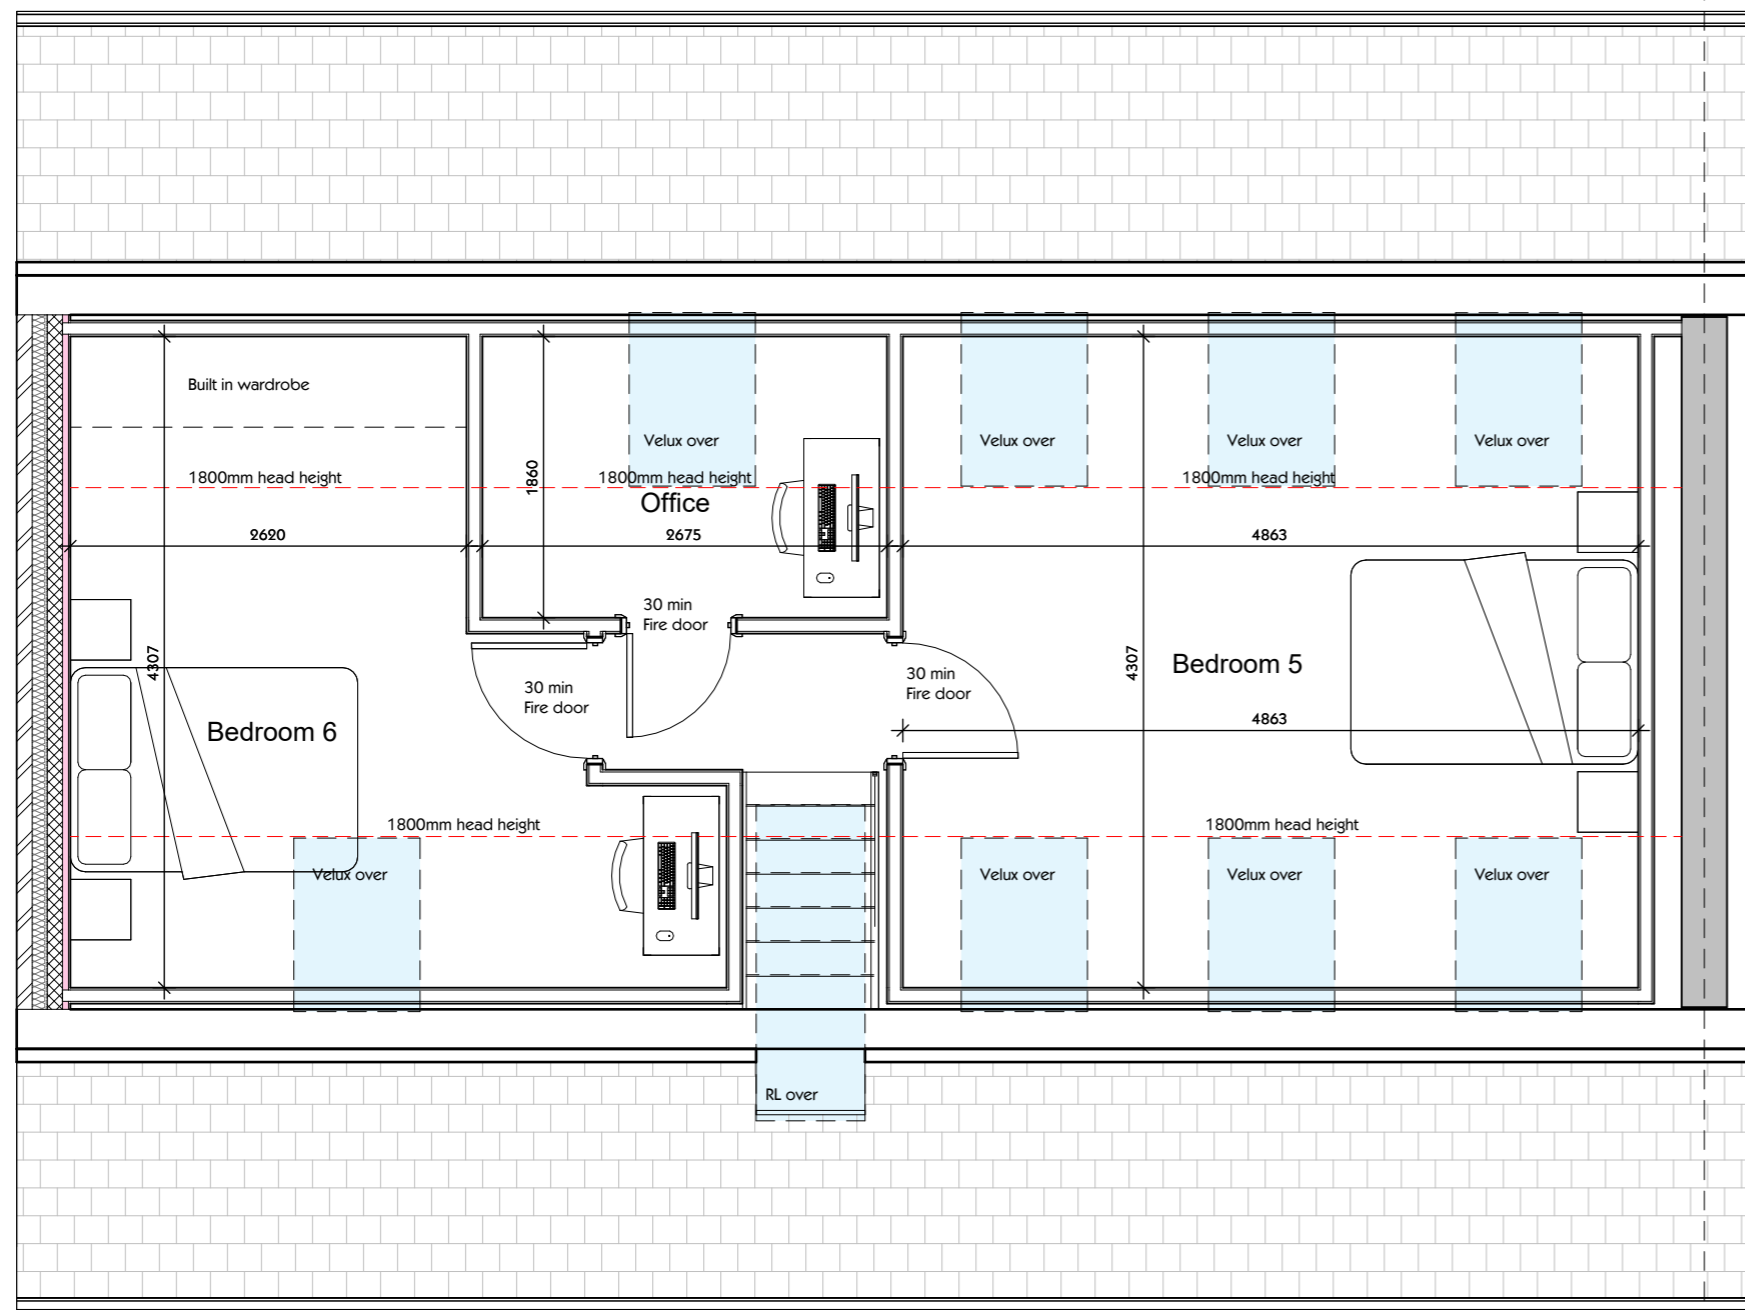 Built in wardrobe
Velux over
Velux over
Velux over
Velux over
1800mm head height
1800mm head height
1800mm head height
1860
Office
2620
2675
4863
30 min
Fire door
4307
4307
Bedroom 5
30 min
Fire door
30 min
Fire door
4863
Bedroom 6
1800mm head height
1800mm head height
Velux over
Velux over
Velux over
Velux over
RL over